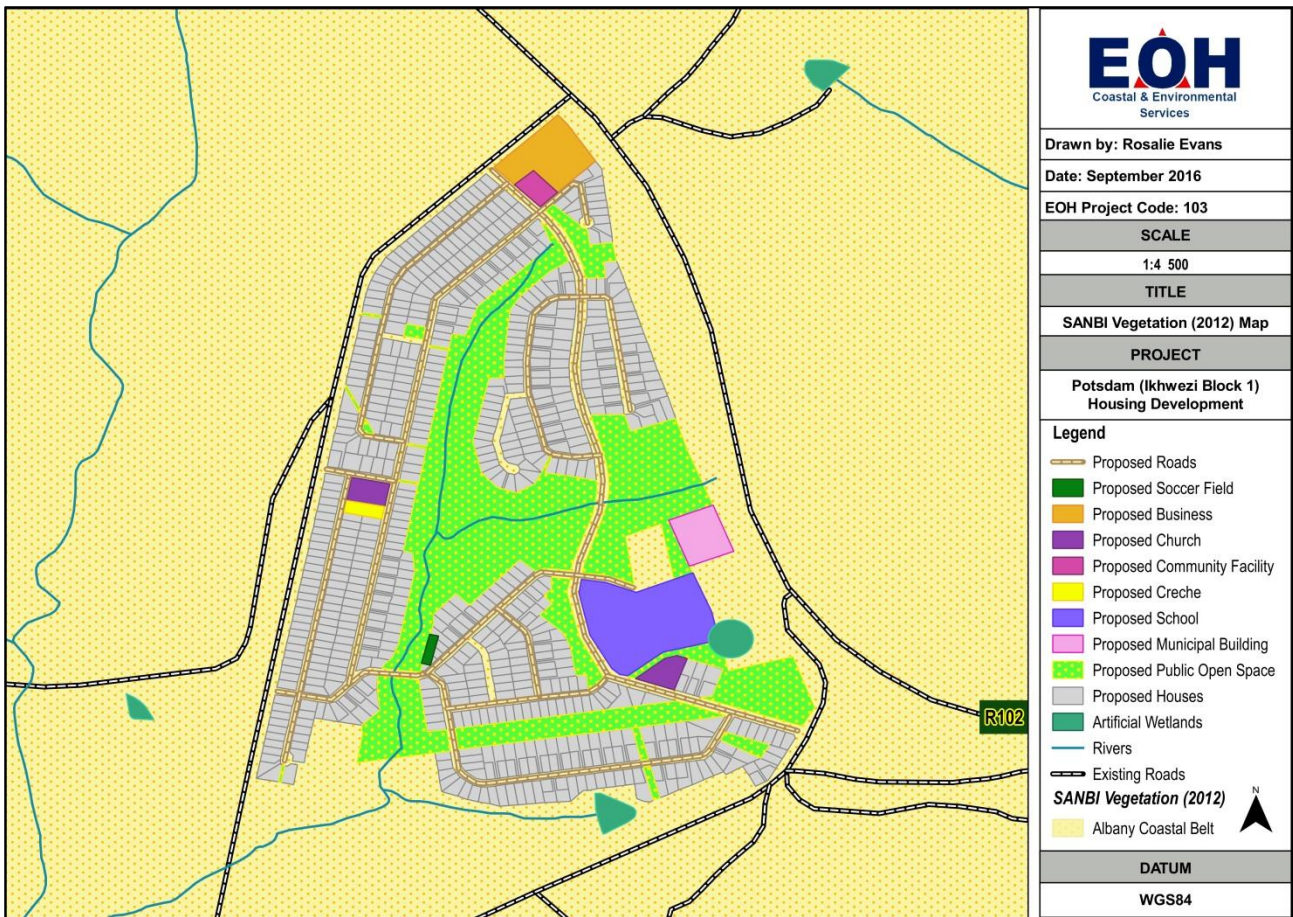 R102
EOH
Coastal & Environmental
Services
Drawn by: Rosalie Evans
Date: September 2016
EOH Project Code: 103
SCALE
1:4 500
TITLE
SANBI Vegetation (2012) Map
PROJECT
Potsdam (Ikhwezi Block 1)
Housing Development
Legend
Proposed Roads
Proposed Soccer Field
Proposed Business
Proposed Church
Proposed Community Facility
Proposed Creche
Proposed School
Proposed Municipal Building
Proposed Public Open Space
Proposed Houses
Artificial Wetlands
Rivers
Existing Roads
SANBI Vegetation (2012)
N
Albany Coastal Belt
DATUM
WGS84